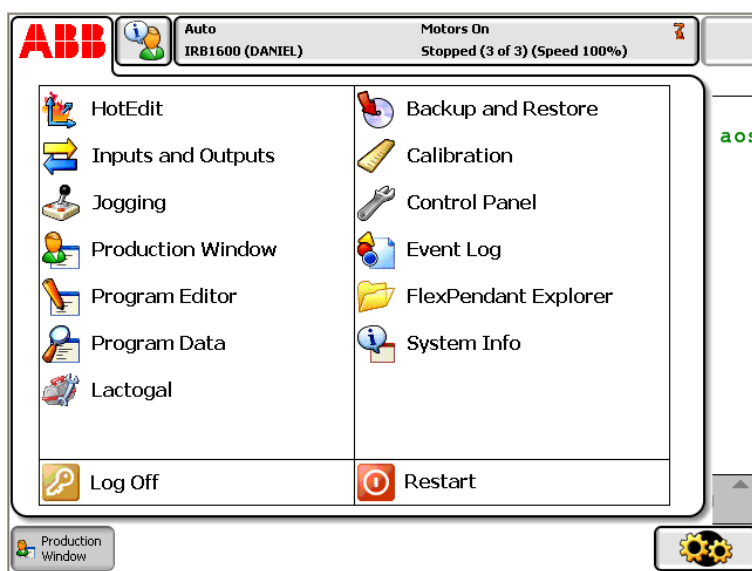 ABB
Auto
IRB1600 (DANIEL)
Motors On
Stopped (3 of 3) (Speed 100%)
HotEdit
Inputs and Outputs
Jogging
Production Window
Program Editor
Program Data
Lactogal
Backup and Restore
Calibration
Control Panel
Event Log
FlexPendant Explorer
System Info
Log Off
Restart
aos
Production
Window